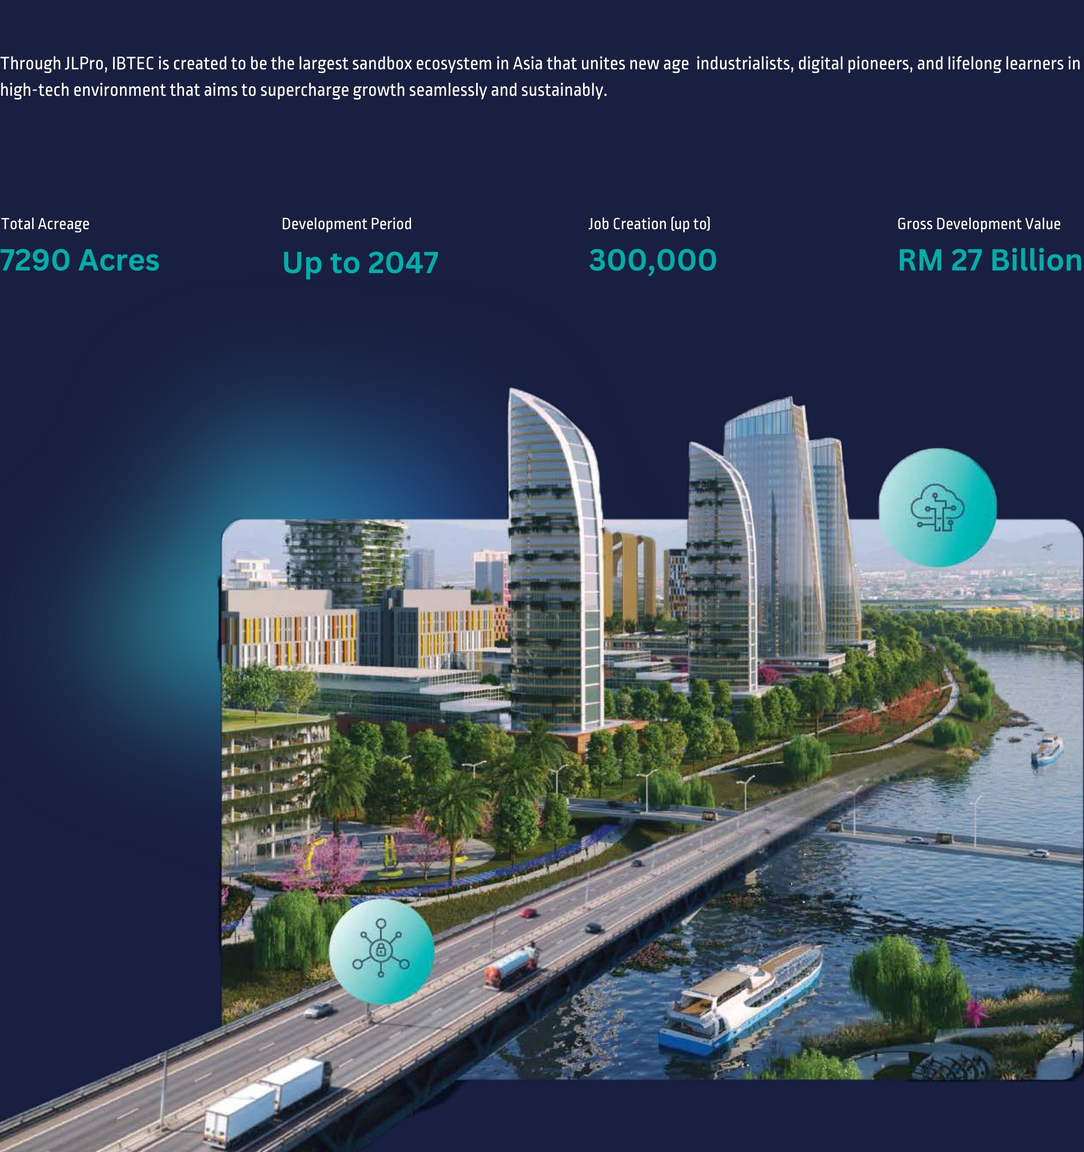 Through JLPro, IBTEC is created to be the largest sandbox ecosystem in Asia that unites new age industrialists, digital pioneers, and lifelong learners in
high-tech environment that aims to supercharge growth seamlessly and sustainably.
Total Acreage
7290 Acres
Development Period
Up to 2047
Job Creation (up to)
300,000
Gross Development Value
RM 27 Billion